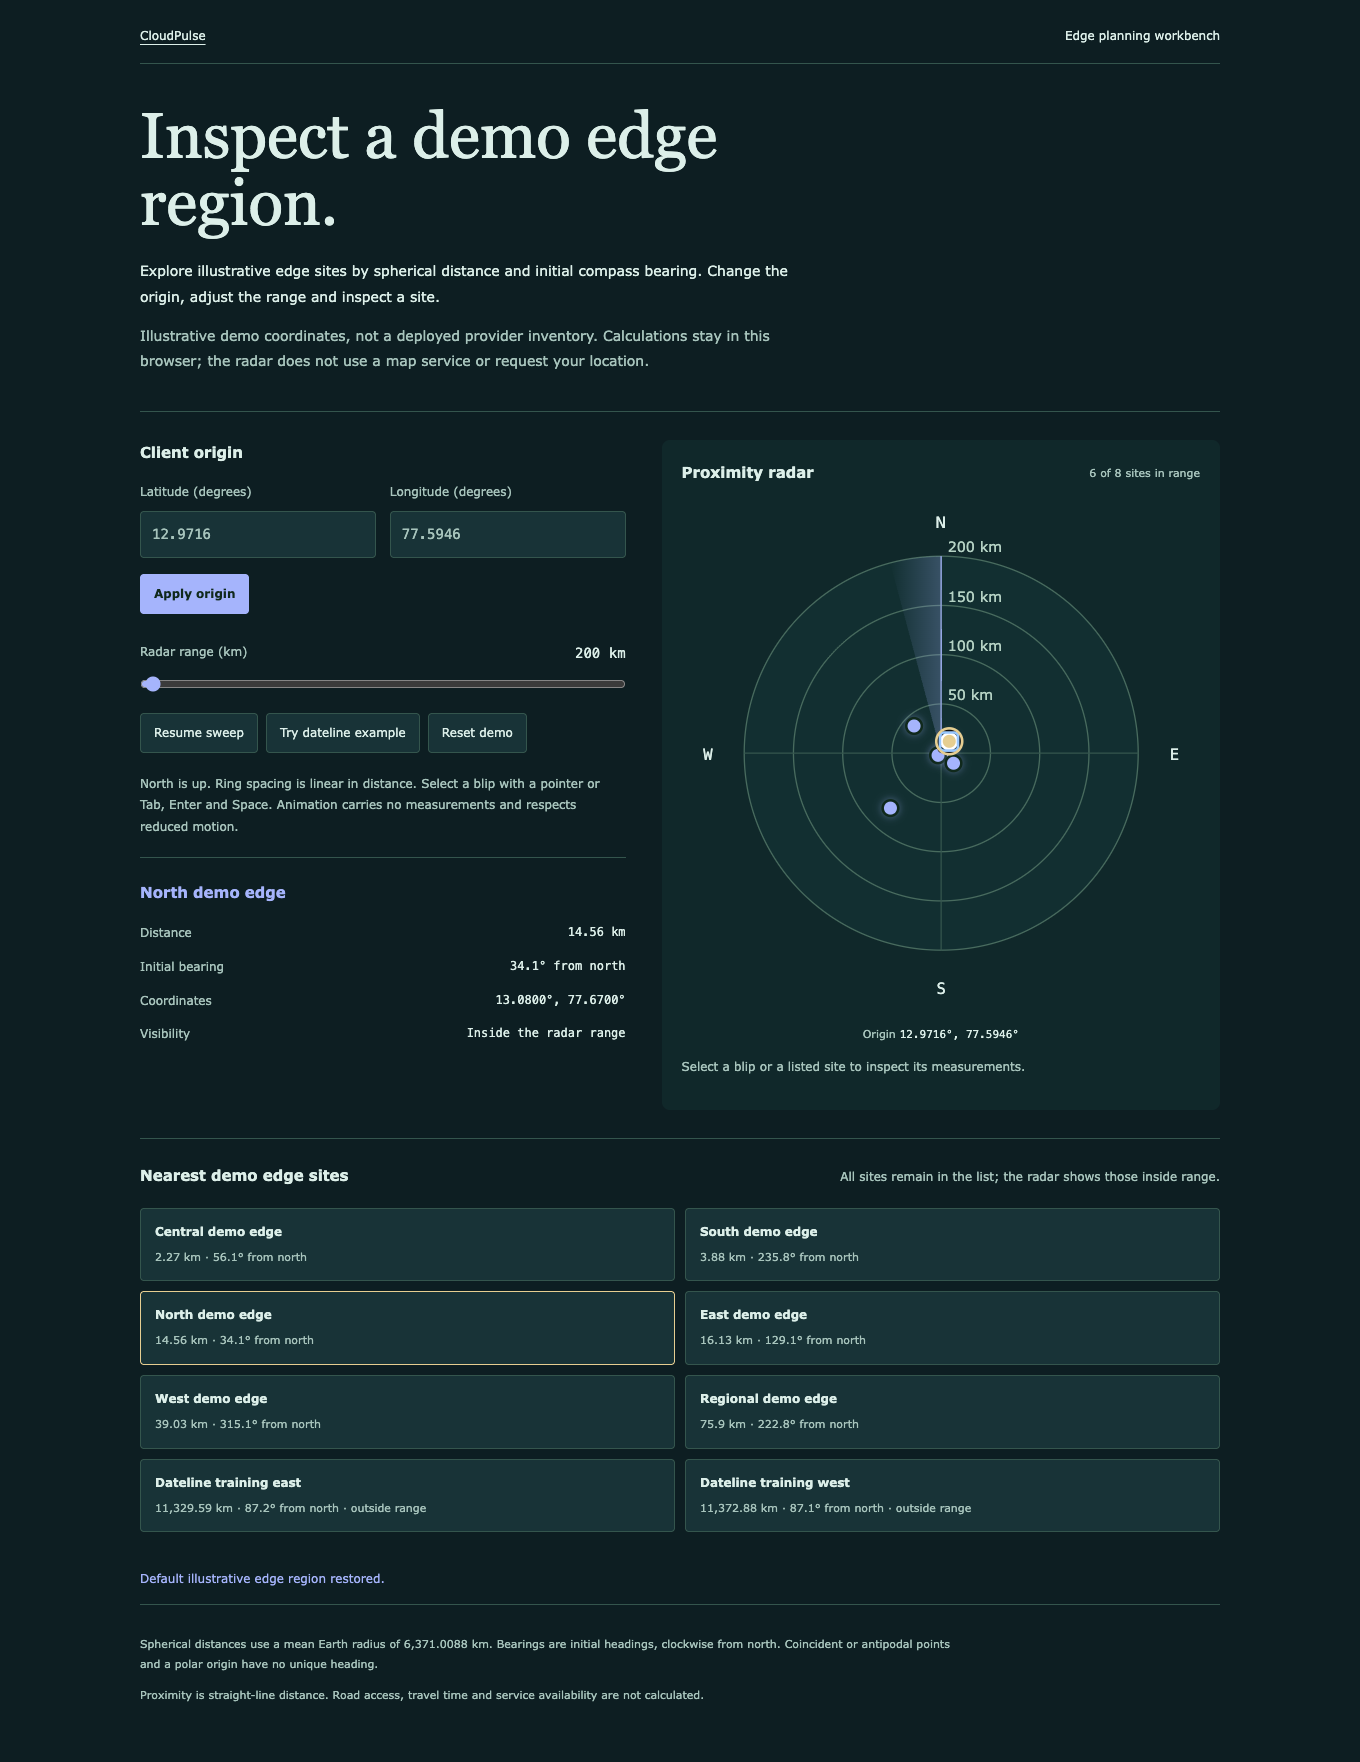 CloudPulse
Edge planning workbench
Inspect a demo edge
region.
Explore illustrative edge sites by spherical distance and initial compass bearing. Change the
origin, adjust the range and inspect a site.
Illustrative demo coordinates, not a deployed provider inventory. Calculations stay in this
browser; the radar does not use a map service or request your location.
Client origin
Latitude (degrees)
Longitude (degrees)
12.9716
77.5946
Apply origin
Radar range (km)
200 km
Resume sweep
Try dateline example
Reset demo
North is up. Ring spacing is linear in distance. Select a blip with a pointer or
Tab, Enter and Space. Animation carries no measurements and respects
reduced motion.
North demo edge
Distance
14.56 km
Initial bearing
34.1° from north
Coordinates
13.0800°, 77.6700°
Visibility
Inside the radar range
Proximity radar
6 of 8 sites in range
N
200 km
150 km
100 km
50 km
W
E
S
Origin 12.9716°, 77.5946°
Select a blip or a listed site to inspect its measurements.
Nearest demo edge sites
All sites remain in the list; the radar shows those inside range.
Central demo edge
2.27 km · 56.1° from north
South demo edge
3.88 km · 235.8° from north
North demo edge
14.56 km · 34.1° from north
East demo edge
16.13 km · 129.1° from north
West demo edge
39.03 km · 315.1° from north
Regional demo edge
75.9 km · 222.8° from north
Dateline training east
11,329.59 km · 87.2° from north · outside range
Dateline training west
11,372.88 km · 87.1° from north · outside range
Default illustrative edge region restored.
Spherical distances use a mean Earth radius of 6,371.0088 km. Bearings are initial headings, clockwise from north. Coincident or antipodal points
and a polar origin have no unique heading.
Proximity is straight-line distance. Road access, travel time and service availability are not calculated.